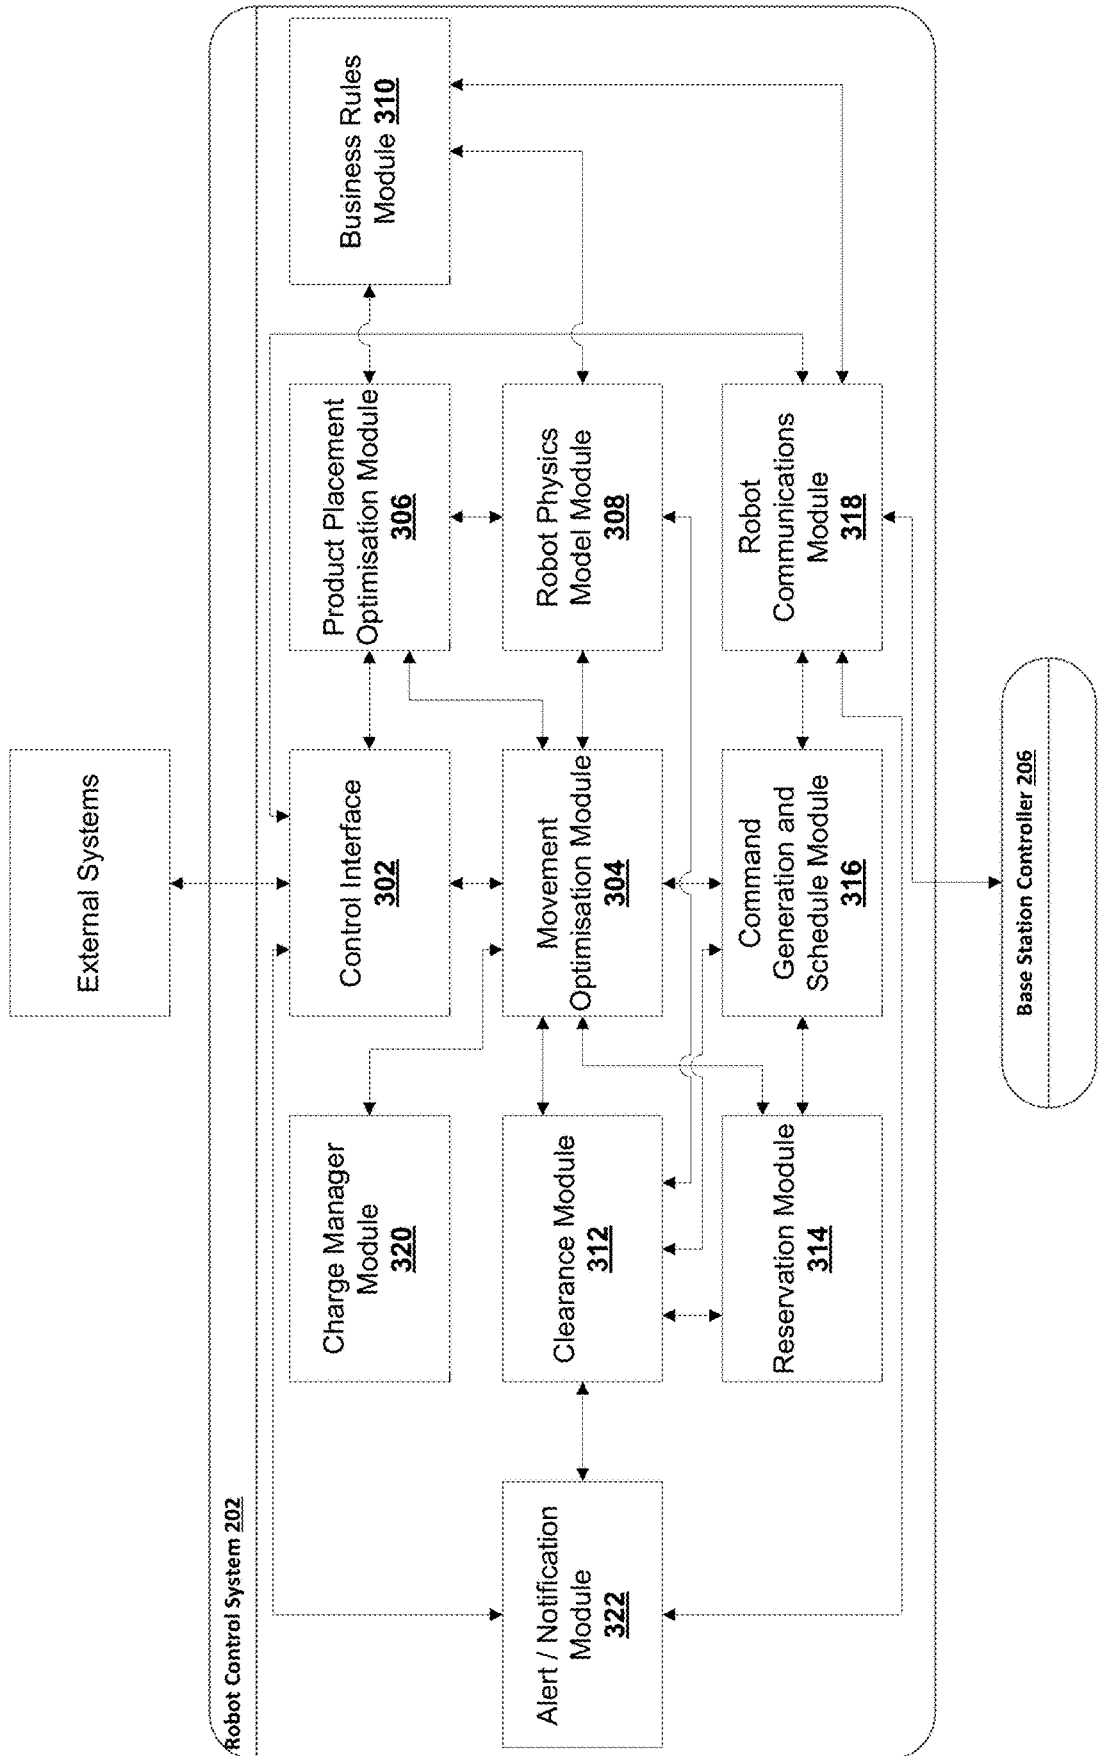 External Systems
Robot Control System 202
Charge Manager
Module
320
Control Interface
302
Product Placement
Optimisation Module
306
Business Rules
Module 310
Alert / Notification
Module
322
Clearance Module
312
Movement
Optimisation Module
304
Robot Physics
Model Module
308
Reservation Module
314
Command
Generation and
Schedule Module
316
Robot
Communications
Module
318
Base Station Controller 206